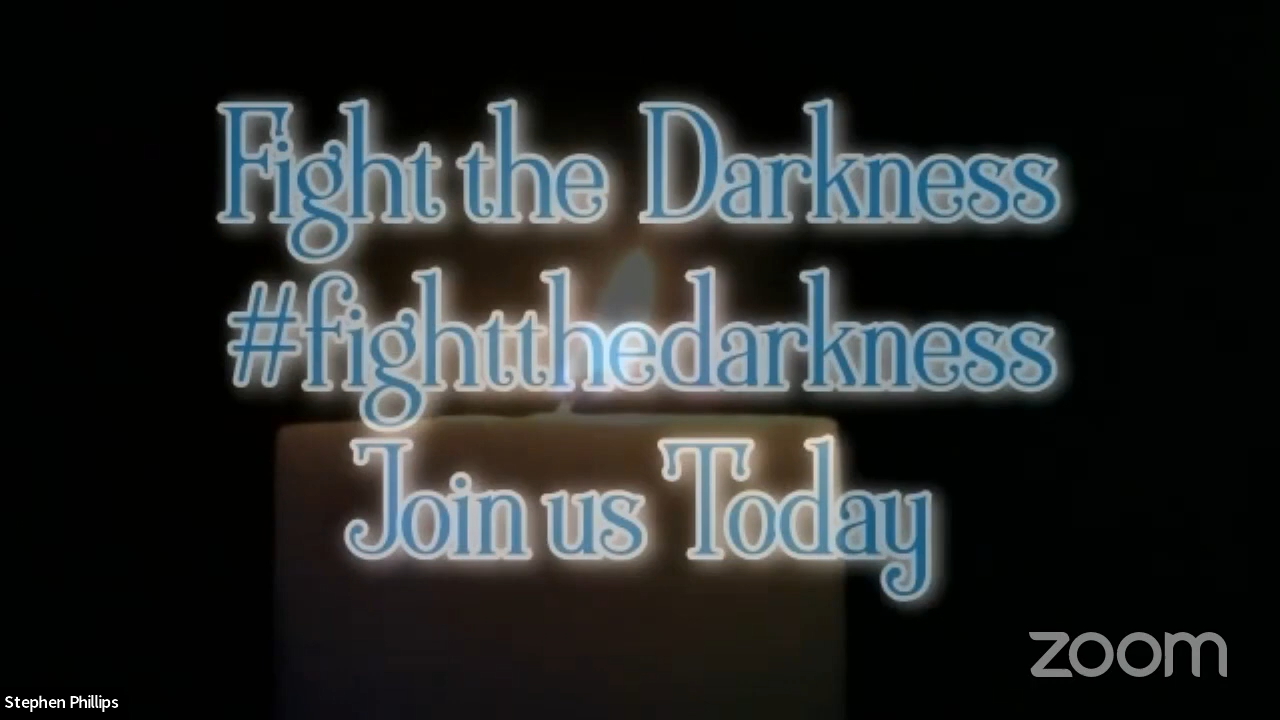 Fight the Darkness
#fightthedarkness
Join us Today
zoom
Stephen Phillips